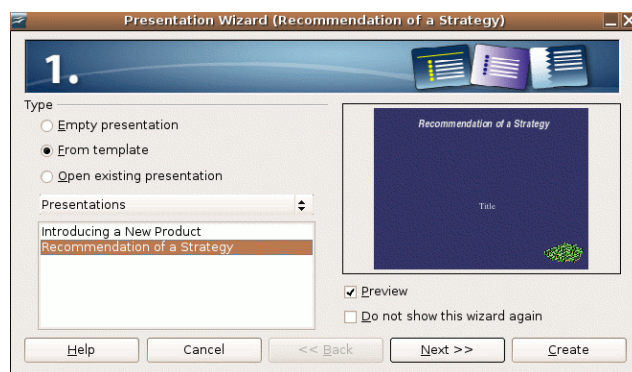 Presentation Wizard (Recommendation of a Strategy)
1.
Type
Empty presentation
From template
Open existing presentation
Presentations
Introducing a New Product
Recommendation of a Strategy
Recommendation of a Strategy
Title
Preview
Do not show this wizard again
Help
Cancel
<< Back
Next >>
Create